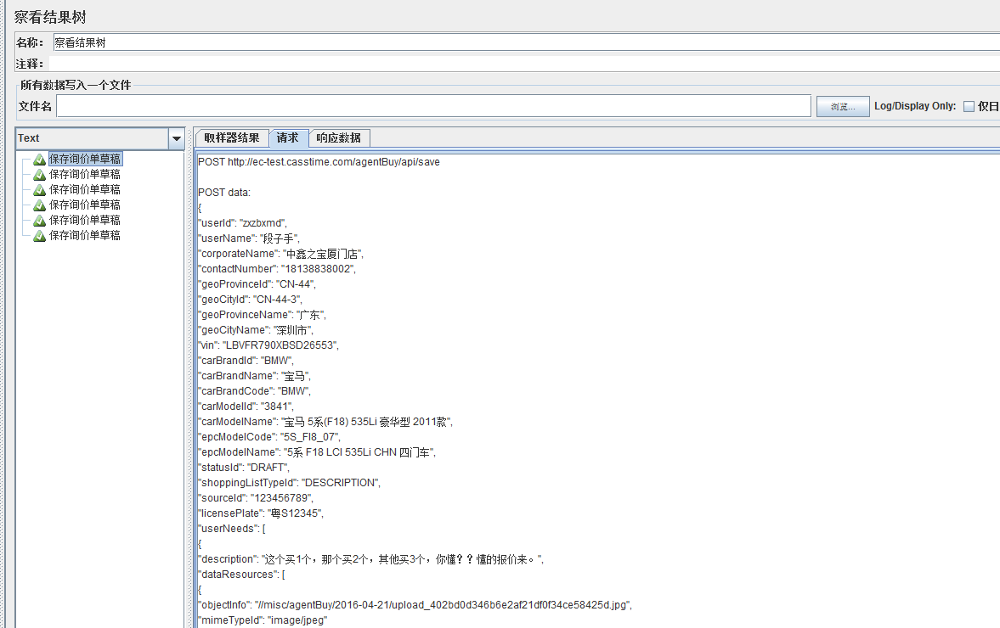 察看结果树
名称： 察看结果树
注释：
所有数据写入一个文件
文件名 浏览... Log/Display Only: 仅日
Text 取样器结果 请求 响应数据
保存询价单草稿
保存询价单草稿
保存询价单草稿
保存询价单草稿
保存询价单草稿
保存询价单草稿
POST http://ec-test.casstime.com/agentBuy/api/save
POST data:
{
"userId": "zxzbxmd",
"userName": "段子手",
"corporateName": "中鑫之宝厦门店",
"contactNumber": "18138838002",
"geoProvinceId": "CN-44",
"geoCityId": "CN-44-3",
"geoProvinceName": "广东",
"geoCityName": "深圳市",
"vin": "LBVFR790XBSD26553",
"carBrandId": "BMW",
"carBrandName": "宝马",
"carBrandCode": "BMW",
"carModelId": "3841",
"carModelName": "宝马 5系(F18) 535Li 豪华型 2011款",
"epcModelCode": "5S_Fl8_07",
"epcModelName": "5系 F18 LCI 535Li CHN 四门车",
"statusId": "DRAFT",
"shoppingListTypeId": "DESCRIPTION",
"sourceId": "123456789",
"licensePlate": "粤S12345",
"userNeeds": [
{
"description": "这个买1个，那个买2个，其他买3个，你懂？？懂的报价来。",
"dataResources": [
{
"objectInfo": "//misc/agentBuy/2016-04-21/upload_402bd0d346b6e2af21df0f34ce58425d.jpg",
"mimeTypeId": "image/jpeg"